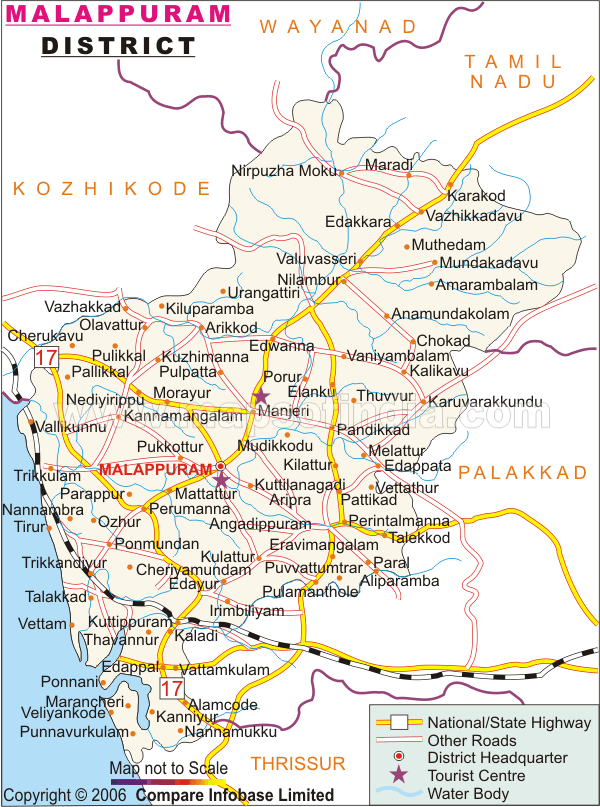 MALAPPURAM
DISTRICT
WAYANAD
TAMIL
NADU
KOZHIKODE
Nirpuzha Moku
Maradi
Karakod
Vazhikkadavu
Edakkara
Muthedam
Valuvasseri
Mundakadavu
Nilambur
Amarambalam
Urangattiri
Vazhakkad
Kiluparamba
Anamundakolam
Olavattur
Arikkod
Cherukavu
17
Edwanna
Chokad
Pulikkal
Kuzhimanna
Vaniyambalam
Pallikkal
Pulpatta
Porur
Kalikavu
Nediyirippu
Morayur
Elanku
Thuvvyr
Karuvarakkundu
Kannamangalam
Manjeri
www.mapsofindia.com
Vallikunnu
Pandikkad
Mudikkodu
Pukkottur
Melattur
MALAPPURAM
Kilattur
Edappata
PALAKKAD
Trikkulam
Kuttilanagadi
Vettathur
Parappur
Mattattur
Aripra
Pattikad
Nannambra
Perumanna
Tirur
Ozhur
Angadippuram
Perintalmanna
Talekkod
Ponmundan
Eravimangalam
Trikkandiyur
Kulattur
Paral
Cheriyamundam
Puvvattumtrar
Aliparamba
Edayur
Pulamanthole
Talakkad
Irimbiliyam
Vettam
Kuttippuram
Thavannur
Kaladi
Edappal
Vattamkulam
Ponnani
17
Marancheri
Alamcode
Veliyankode
Kanniyur
Punnavurkulam
Nannamukku
THRISSUR
Map not to Scale
National/State Highway
Other Roads
District Headquarter
Tourist Centre
Water Body
Copyright © 2006 Compare Infobase Limited